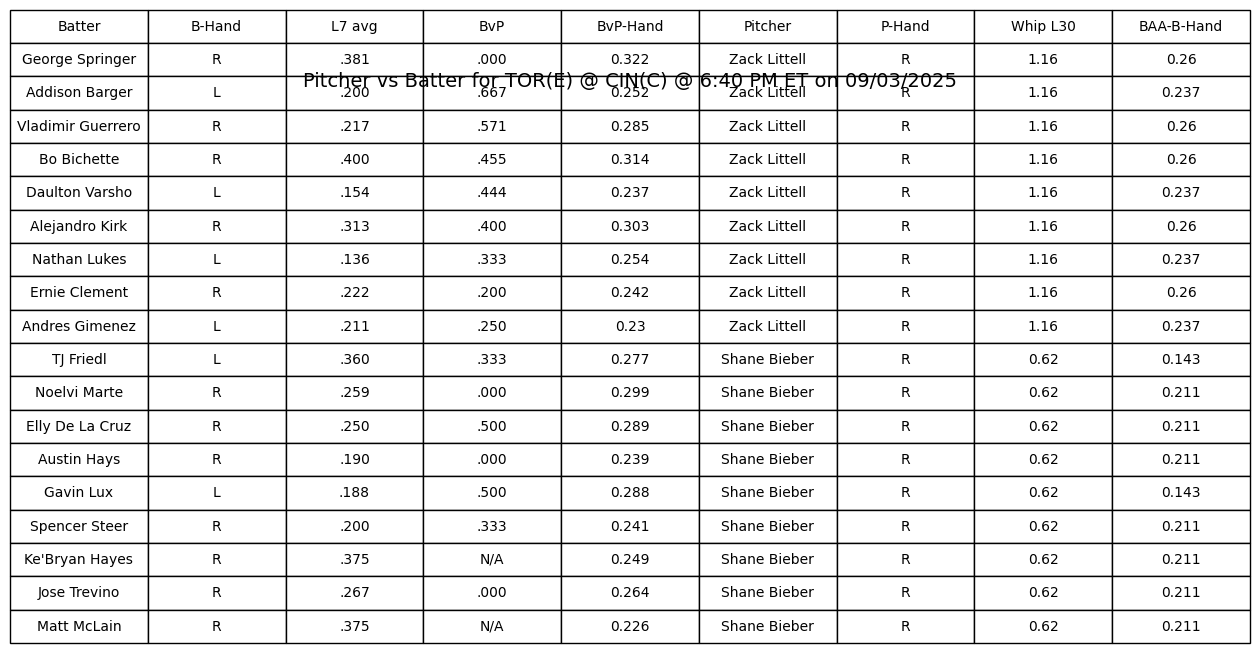 Batter B-Hand L7 avg BvP BvP-Hand Pitcher P-Hand Whip L30 BAA-B-Hand
George Springer R .381 .000 0.322 Zack Littell R 1.16 0.26
Pitcher vs Batter for TOR(E) @ CIN(C) @ 6:40 PM ET on 09/03/2025
Addison Barger L .200 .667 0.252 Zack Littell R 1.16 0.237
Vladimir Guerrero R .217 .571 0.285 Zack Littell R 1.16 0.26
Bo Bichette R .400 .455 0.314 Zack Littell R 1.16 0.26
Daulton Varsho L .154 .444 0.237 Zack Littell R 1.16 0.237
Alejandro Kirk R .313 .400 0.303 Zack Littell R 1.16 0.26
Nathan Lukes L .136 .333 0.254 Zack Littell R 1.16 0.237
Ernie Clement R .222 .200 0.242 Zack Littell R 1.16 0.26
Andres Gimenez L .211 .250 0.23 Zack Littell R 1.16 0.237
TJ Friedl L .360 .333 0.277 Shane Bieber R 0.62 0.143
Noelvi Marte R .259 .000 0.299 Shane Bieber R 0.62 0.211
Elly De La Cruz R .250 .500 0.289 Shane Bieber R 0.62 0.211
Austin Hays R .190 .000 0.239 Shane Bieber R 0.62 0.211
Gavin Lux L .188 .500 0.288 Shane Bieber R 0.62 0.143
Spencer Steer R .200 .333 0.241 Shane Bieber R 0.62 0.211
Ke'Bryan Hayes R .375 N/A 0.249 Shane Bieber R 0.62 0.211
Jose Trevino R .267 .000 0.264 Shane Bieber R 0.62 0.211
Matt McLain R .375 N/A 0.226 Shane Bieber R 0.62 0.211